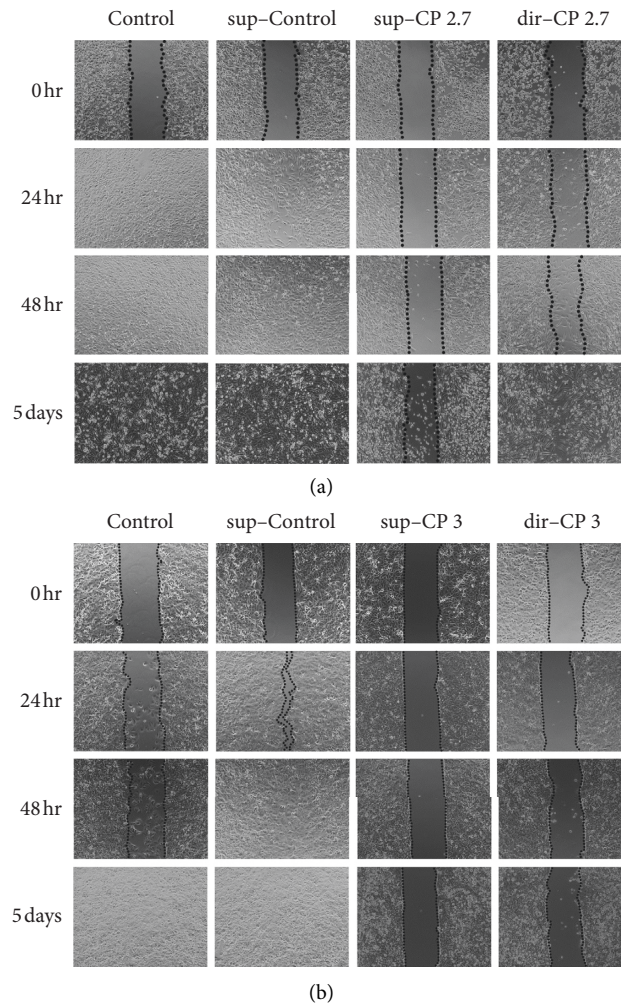 Control sup–Control sup–CP 2.7 dir–CP 2.7
0 hr
24 hr
48 hr
5 days
(a)
Control sup–Control sup–CP 3 dir–CP 3
0 hr
24 hr
48 hr
5 days
(b)